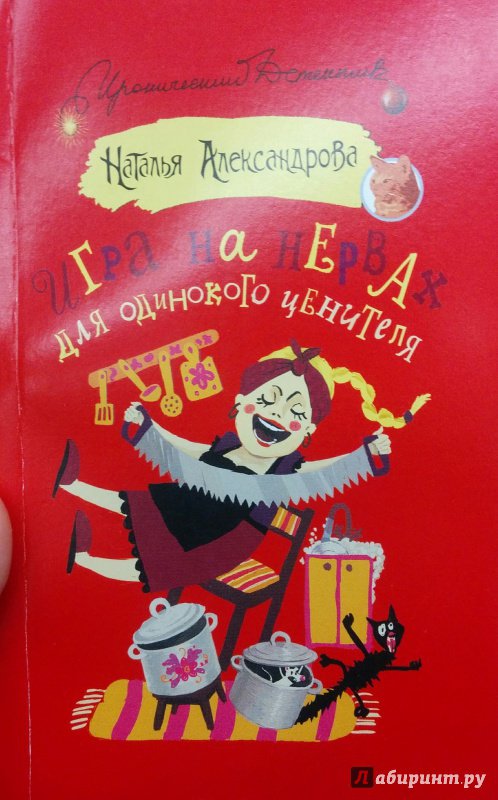 Иронический Детектив
Наталья Александрова
Игра на нервах
для одинокого ценителя
Лабиринт.ру